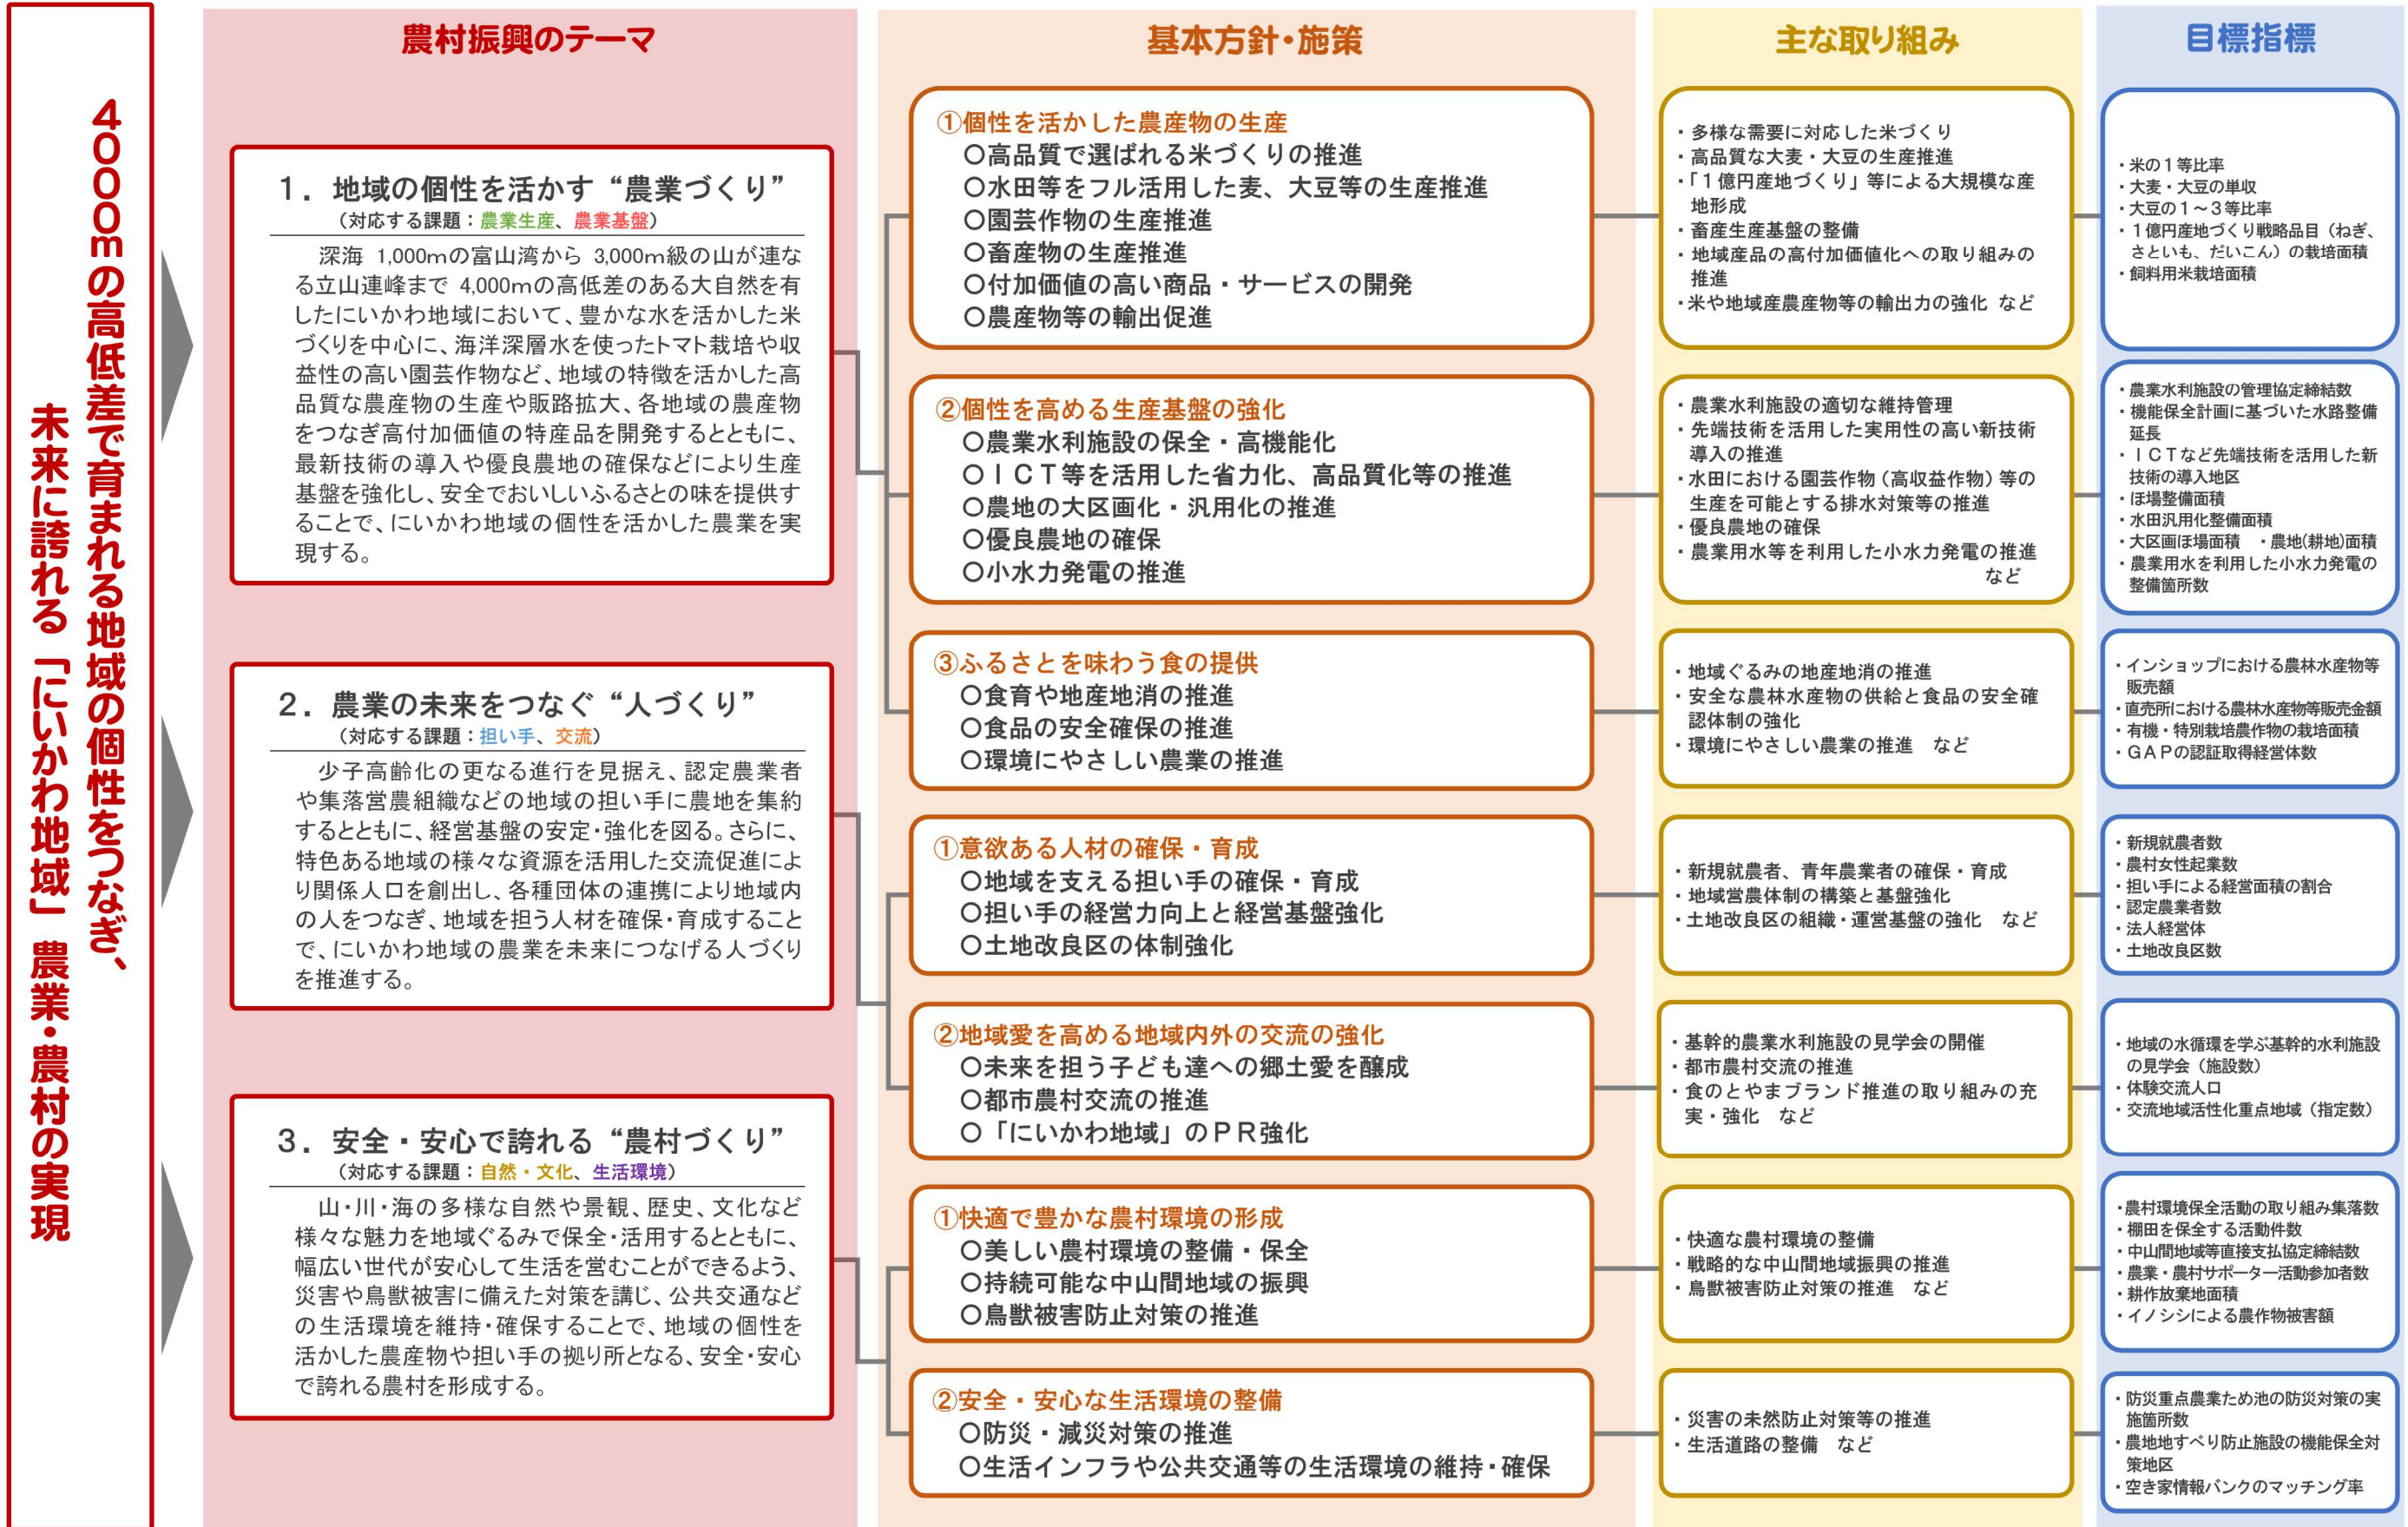 4000mの高低差で育まれる地域の個性をつなぎ、
未来に誇れる「にいかわ地域」農業・農村の実現
農村振興のテーマ
1．地域の個性を活かす“農業づくり”
（対応する課題：農業生産、農業基盤）
深海 1,000mの富山湾から 3,000m級の山が連な
る立山連峰まで 4,000mの高低差のある大自然を有
したにいかわ地域において、豊かな水を活かした米
づくりを中心に、海洋深層水を使ったトマト栽培や収
益性の高い園芸作物など、地域の特徴を活かした高
品質な農産物の生産や販路拡大、各地域の農産物
をつなぎ高付加価値の特産品を開発するとともに、
最新技術の導入や優良農地の確保などにより生産
基盤を強化し、安全でおいしいふるさとの味を提供す
ることで、にいかわ地域の個性を活かした農業を実
現する。
2．農業の未来をつなぐ“人づくり”
（対応する課題：担い手、交流）
少子高齢化の更なる進行を見据え、認定農業者
や集落営農組織などの地域の担い手に農地を集約
するとともに、経営基盤の安定・強化を図る。さらに、
特色ある地域の様々な資源を活用した交流促進によ
り関係人口を創出し、各種団体の連携により地域内
の人をつなぎ、地域を担う人材を確保・育成すること
で、にいかわ地域の農業を未来につなげる人づくり
を推進する。
3．安全・安心で誇れる“農村づくり”
（対応する課題：自然・文化、生活環境）
山・川・海の多様な自然や景観、歴史、文化など
様々な魅力を地域ぐるみで保全・活用するとともに、
幅広い世代が安心して生活を営むことができるよう、
災害や鳥獣被害に備えた対策を講じ、公共交通など
の生活環境を維持・確保することで、地域の個性を
活かした農産物や担い手の拠り所となる、安全・安心
で誇れる農村を形成する。
基本方針・施策
①個性を活かした農産物の生産
○高品質で選ばれる米づくりの推進
○水田等をフル活用した麦、大豆等の生産推進
○園芸作物の生産推進
○畜産物の生産推進
○付加価値の高い商品・サービスの開発
○農産物等の輸出促進
②個性を高める生産基盤の強化
○農業水利施設の保全・高機能化
○ＩＣＴ等を活用した省力化、高品質化等の推進
○農地の大区画化・汎用化の推進
○優良農地の確保
○小水力発電の推進
③ふるさとを味わう食の提供
○食育や地産地消の推進
○食品の安全確保の推進
○環境にやさしい農業の推進
①意欲ある人材の確保・育成
○地域を支える担い手の確保・育成
○担い手の経営力向上と経営基盤強化
○土地改良区の体制強化
②地域愛を高める地域内外の交流の強化
○未来を担う子ども達への郷土愛を醸成
○都市農村交流の推進
○「にいかわ地域」のＰＲ強化
①快適で豊かな農村環境の形成
○美しい農村環境の整備・保全
○持続可能な中山間地域の振興
○鳥獣被害防止対策の推進
②安全・安心な生活環境の整備
○防災・減災対策の推進
○生活インフラや公共交通等の生活環境の維持・確保
主な取り組み
・多様な需要に対応した米づくり
・高品質な大麦・大豆の生産推進
・「1億円産地づくり」等による大規模な産
地形成
・畜産生産基盤の整備
・地域産品の高付加価値化への取り組みの
推進
・米や地域産農産物等の輸出力の強化 など
・農業水利施設の適切な維持管理
・先端技術を活用した実用性の高い新技術
導入の推進
・水田における園芸作物（高収益作物）等の
生産を可能とする排水対策等の推進
・優良農地の確保
・農業用水等を利用した小水力発電の推進
など
・地域ぐるみの地産地消の推進
・安全な農林水産物の供給と食品の安全確
認体制の強化
・環境にやさしい農業の推進　など
・新規就農者、青年農業者の確保・育成
・地域営農体制の構築と基盤強化
・土地改良区の組織・運営基盤の強化　など
・基幹的農業水利施設の見学会の開催
・都市農村交流の推進
・食のとやまブランド推進の取り組みの充
実・強化　など
・快適な農村環境の整備
・戦略的な中山間地域振興の推進
・鳥獣被害防止対策の推進　など
・災害の未然防止対策等の推進
・生活道路の整備　など
目標指標
・米の1等比率
・大麦・大豆の単収
・大豆の1～3等比率
・1億円産地づくり戦略品目（ねぎ、
さといも、だいこん）の栽培面積
・飼料用米栽培面積
・農業水利施設の管理協定締結数
・機能保全計画に基づいた水路整備
延長
・ＩＣＴなど先端技術を活用した新
技術の導入地区
・ほ場整備面積
・水田汎用化整備面積
・大区画ほ場面積　・農地(耕地)面積
・農業用水を利用した小水力発電の
整備箇所数
・インショップにおける農林水産物等
販売額
・直売所における農林水産物等販売金額
・有機・特別栽培農作物の栽培面積
・ＧＡＰの認証取得経営体数
・新規就農者数
・農村女性起業数
・担い手による経営面積の割合
・認定農業者数
・法人経営体
・土地改良区数
・地域の水循環を学ぶ基幹的水利施設
の見学会（施設数）
・体験交流人口
・交流地域活性化重点地域（指定数）
・農村環境保全活動の取り組み集落数
・棚田を保全する活動件数
・中山間地域等直接支払協定締結数
・農業・農村サポーター活動参加者数
・耕作放棄地面積
・イノシシによる農作物被害額
・防災重点農業ため池の防災対策の実
施箇所数
・農地地すべり防止施設の機能保全対
策地区
・空き家情報バンクのマッチング率